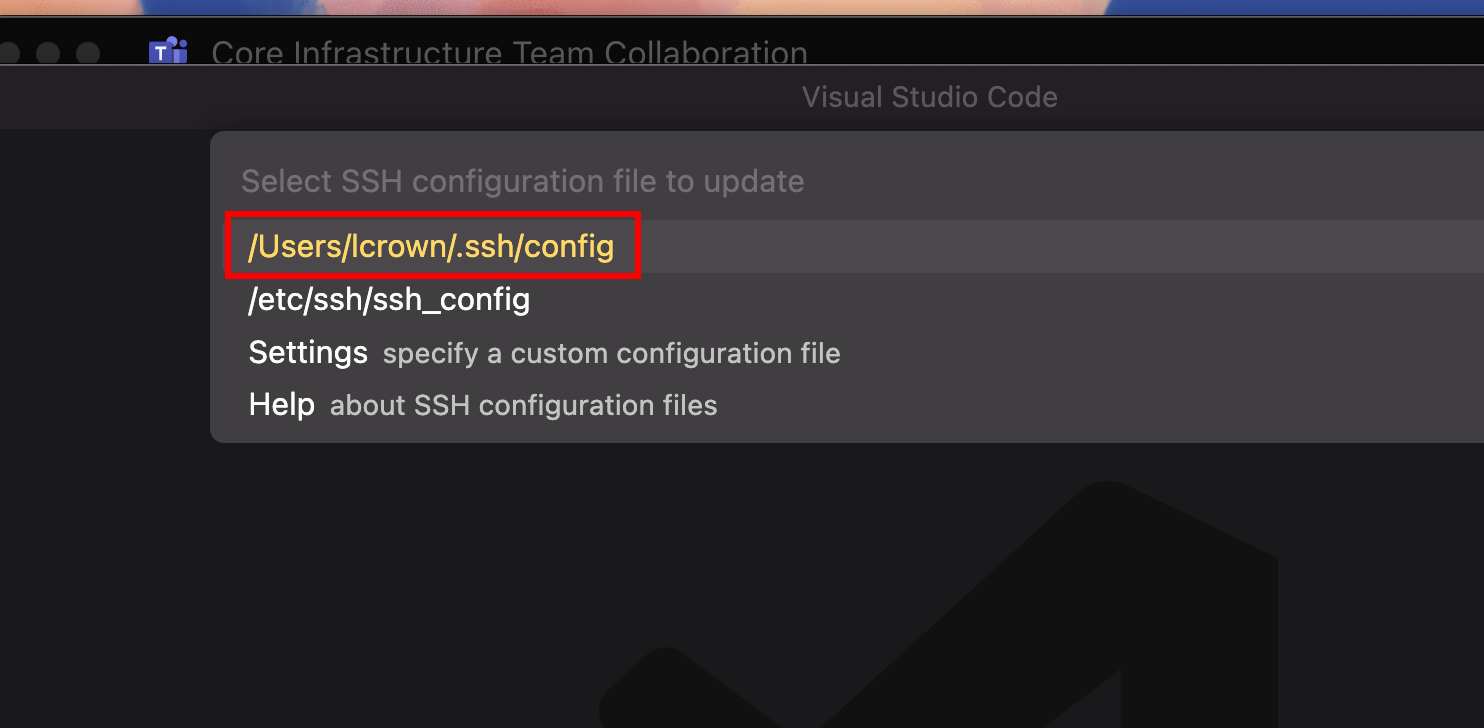 T Core Infrastructure Team Collaboration
Visual Studio Code
Select SSH configuration file to update
/Users/lcrown/.ssh/config
/etc/ssh/ssh_config
Settings specify a custom configuration file
Help about SSH configuration files